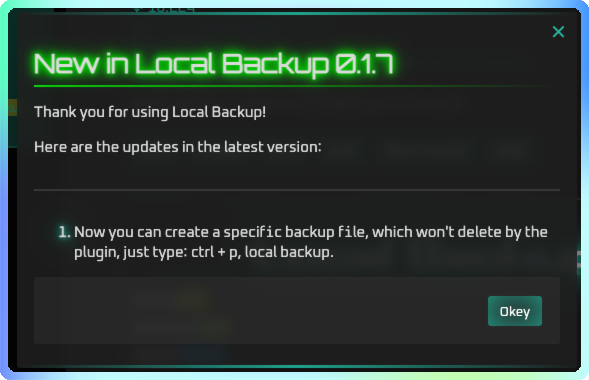 New in Local Backup 0.1.7
Thank you for using Local Backup!
Here are the updates in the latest version:
1. Now you can create a specific backup file, which won't delete by the
plugin, just type: ctrl + p, local backup.
Okey